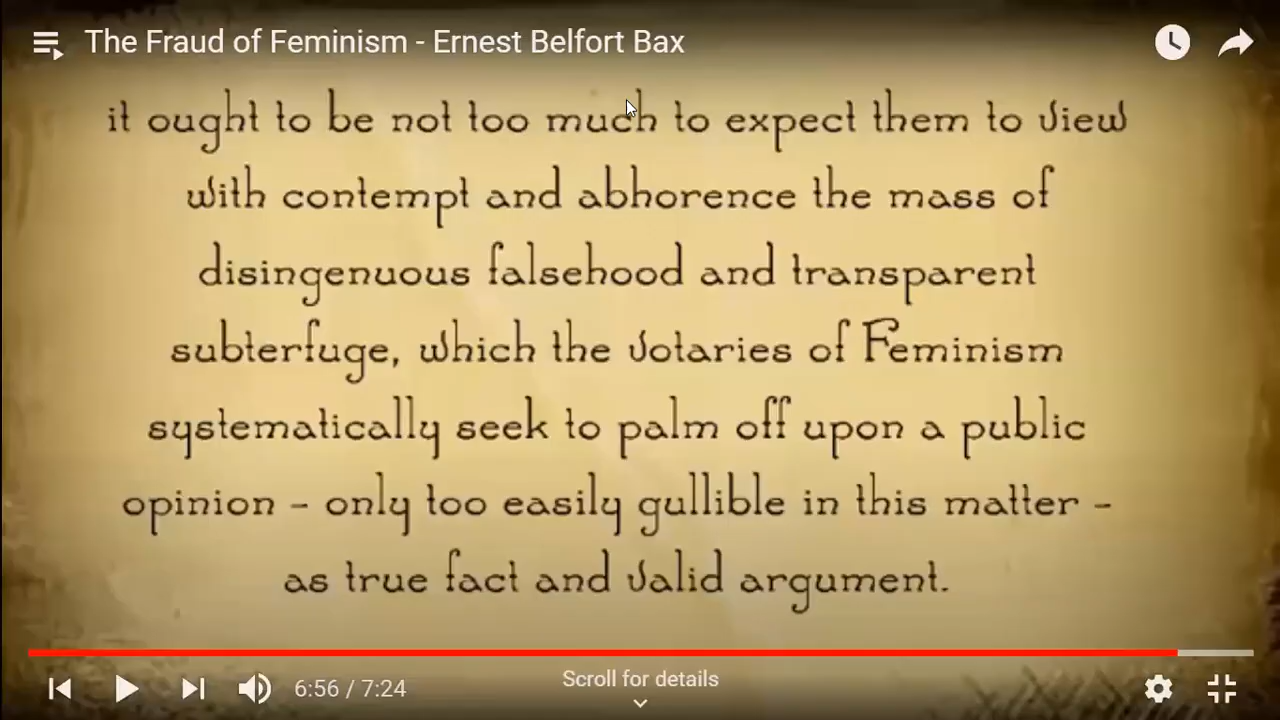 The Fraud of Feminism - Ernest Belfort Bax
it ought to be not too much to expect them to view
with contempt and abhorence the mass of
disingenuous falsehood and transparent
subterfuge, which the votaries of Feminism
systematically seek to palm off upon a public
opinion - only too easily gullible in this matter -
as true fact and valid argument.
6:56 / 7:24
Scroll for details